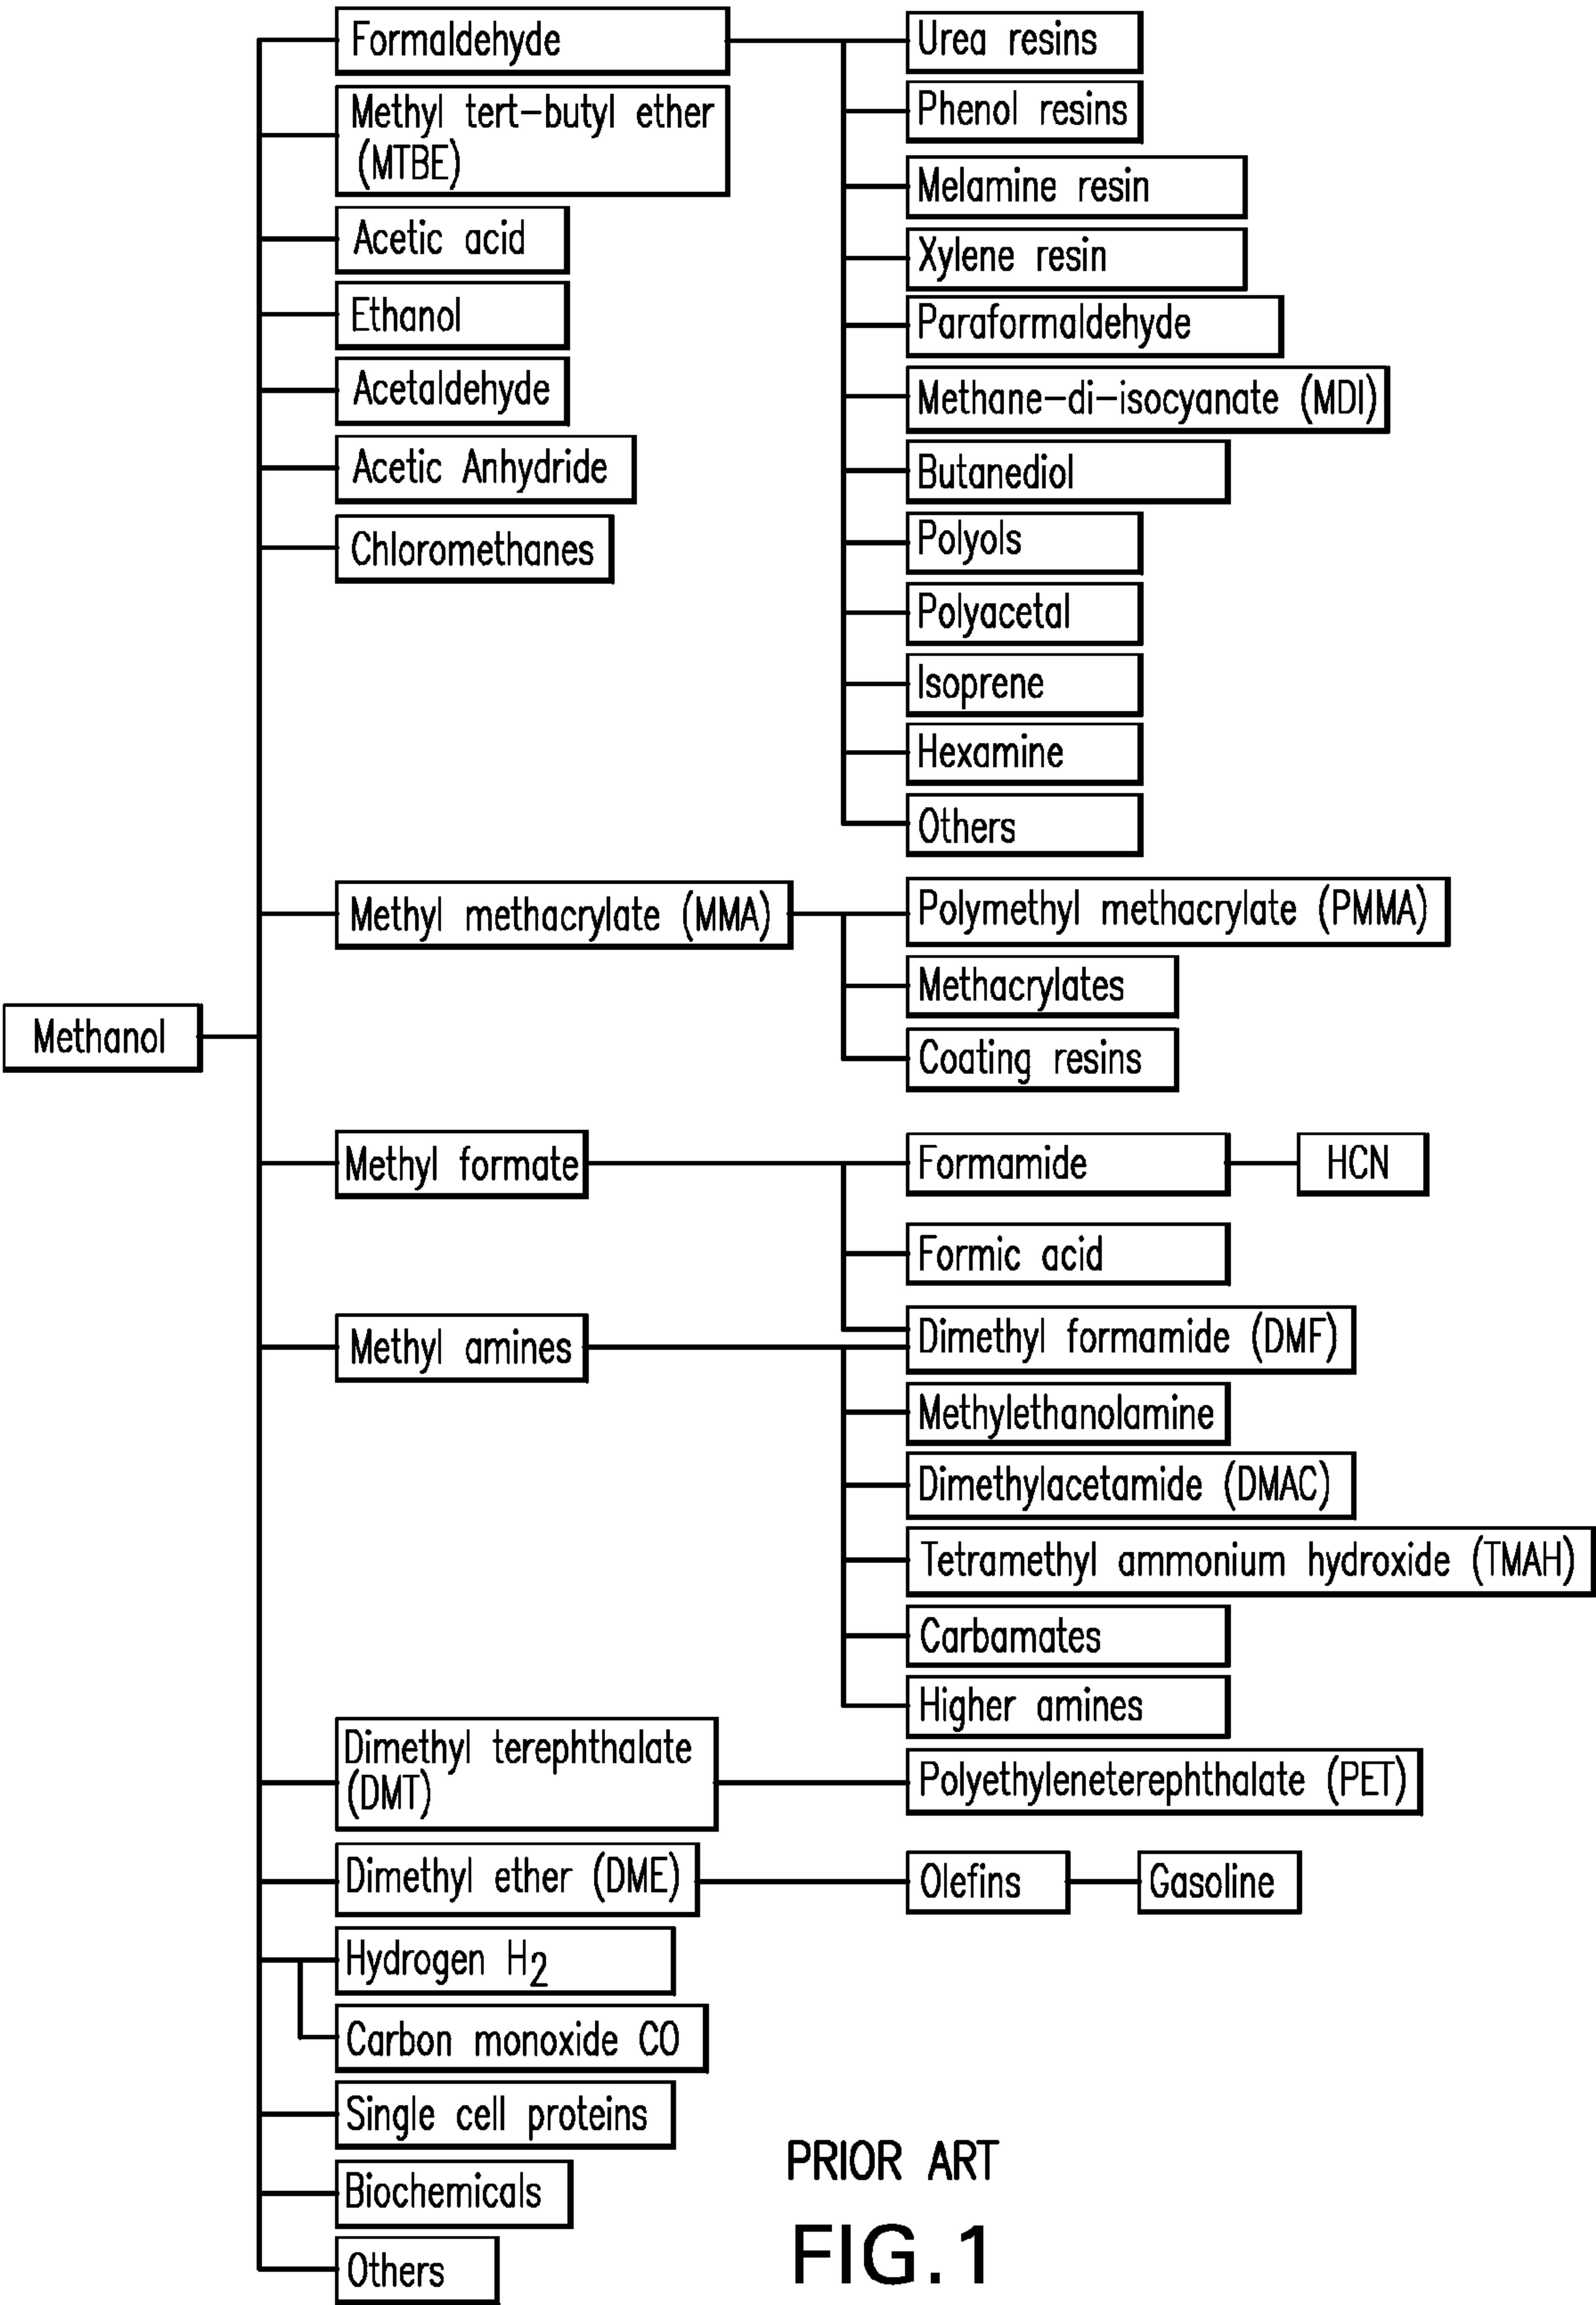 Methanol
Formaldehyde
Methyl tert-butyl ether
(MTBE)
Acetic acid
Ethanol
Acetaldehyde
Acetic Anhydride
Chloromethanes
Urea resins
Phenol resins
Melamine resin
Xylene resin
Paraformaldehyde
Methane-di-isocyanate (MDI)
Butanediol
Polyols
Polyacetal
Isoprene
Hexamine
Others
Methyl methacrylate (MMA)
Polymethyl methacrylate (PMMA)
Methacrylates
Coating resins
Methyl formate
Formamide
HCN
Formic acid
Dimethyl formamide (DMF)
Methyl amines
Methylethanolamine
Dimethylacetamide (DMAC)
Tetramethyl ammonium hydroxide (TMAH)
Carbamates
Higher amines
Dimethyl terephthalate
(DMT)
Polyethyleneterephthalate (PET)
Dimethyl ether (DME)
Olefins
Gasoline
Hydrogen H2
Carbon monoxide CO
Single cell proteins
Biochemicals
Others
PRIOR ART
FIG.1